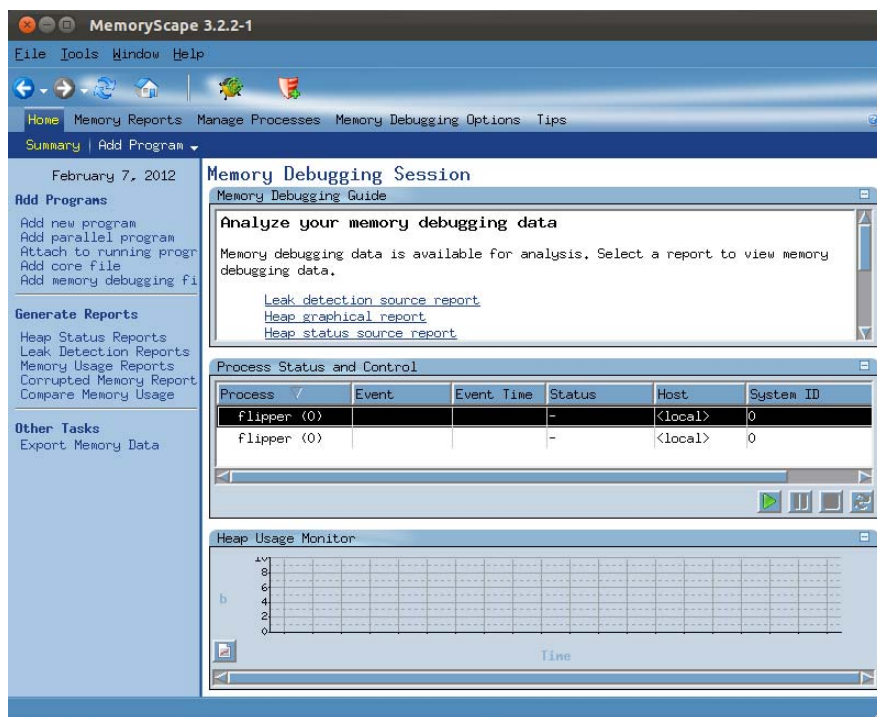 MemoryScape 3.2.2-1
File Tools Window Help
Home Memory Reports Manage Processes Memory Debugging Options Tips
Summary | Add Program
February 7, 2012
Add Programs
Add new program
Add parallel program
Attach to running progr
Add core file
Add memory debugging fi
Generate Reports
Heap Status Reports
Leak Detection Reports
Memory Usage Reports
Corrupted Memory Report
Compare Memory Usage
Other Tasks
Export Memory Data
Memory Debugging Session
Memory Debugging Guide
Analyze your memory debugging data
Memory debugging data is available for analysis. Select a report to view memory
debugging data.
Leak detection source report
Heap graphical report
Heap status source report
Process Status and Control
Process Event Event Time Status Host System ID
flipper (0) - <local> 0
flipper (0) - <local> 0
Heap Usage Monitor
10
8
6
4
2
0
b
Time